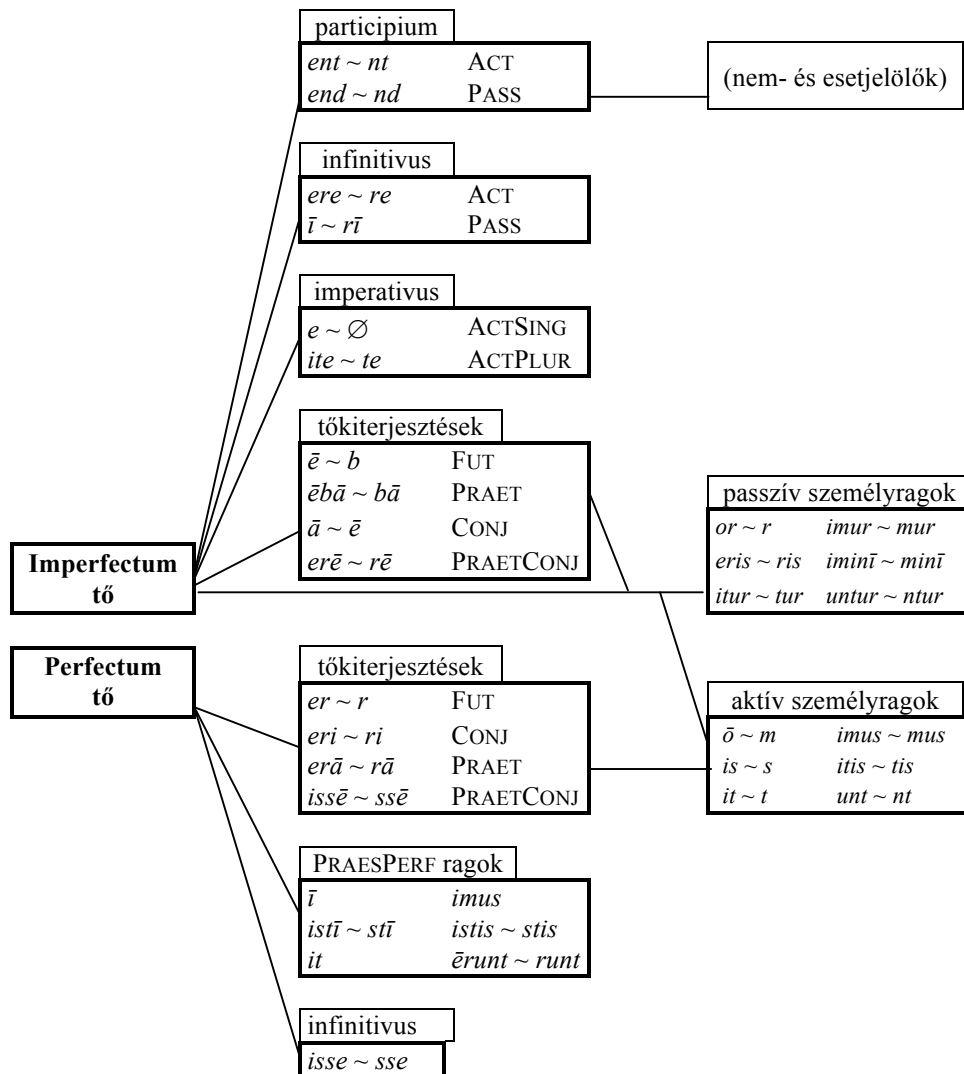 participium
ent ~ nt ACT
end ~ nd PASS
(nem- és esetjelölők)
infinitivus
ere ~ re ACT
ī ~ rī PASS
imperativus
e ~ ∅ ACTSING
ite ~ te ACTPLUR
tőkiterjesztések
ē ~ b FUT
ēbā ~ bā PRAET
ā ~ ē CONJ
erē ~ rē PRAETCONJ
passzív személyragok
or ~ r imur ~ mur
eris ~ ris iminī ~ minī
itur ~ tur untur ~ ntur
Imperfectum
tő
Perfectum
tő
tőkiterjesztések
er ~ r FUT
eri ~ ri CONJ
erā ~ rā PRAET
issē ~ ssē PRAETCONJ
aktív személyragok
ō ~ m imus ~ mus
is ~ s itis ~ tis
it ~ t unt ~ nt
PRAESPERF ragok
ī imus
istī ~ stī istis ~ stis
it ērunt ~ runt
infinitivus
isse ~ sse